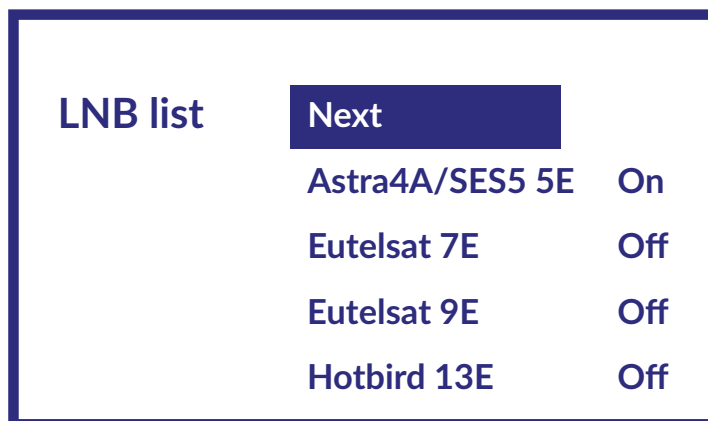 LNB list Next
Astra4A/SES5 5E On
Eutelsat 7E Off
Eutelsat 9E Off
Hotbird 13E Off